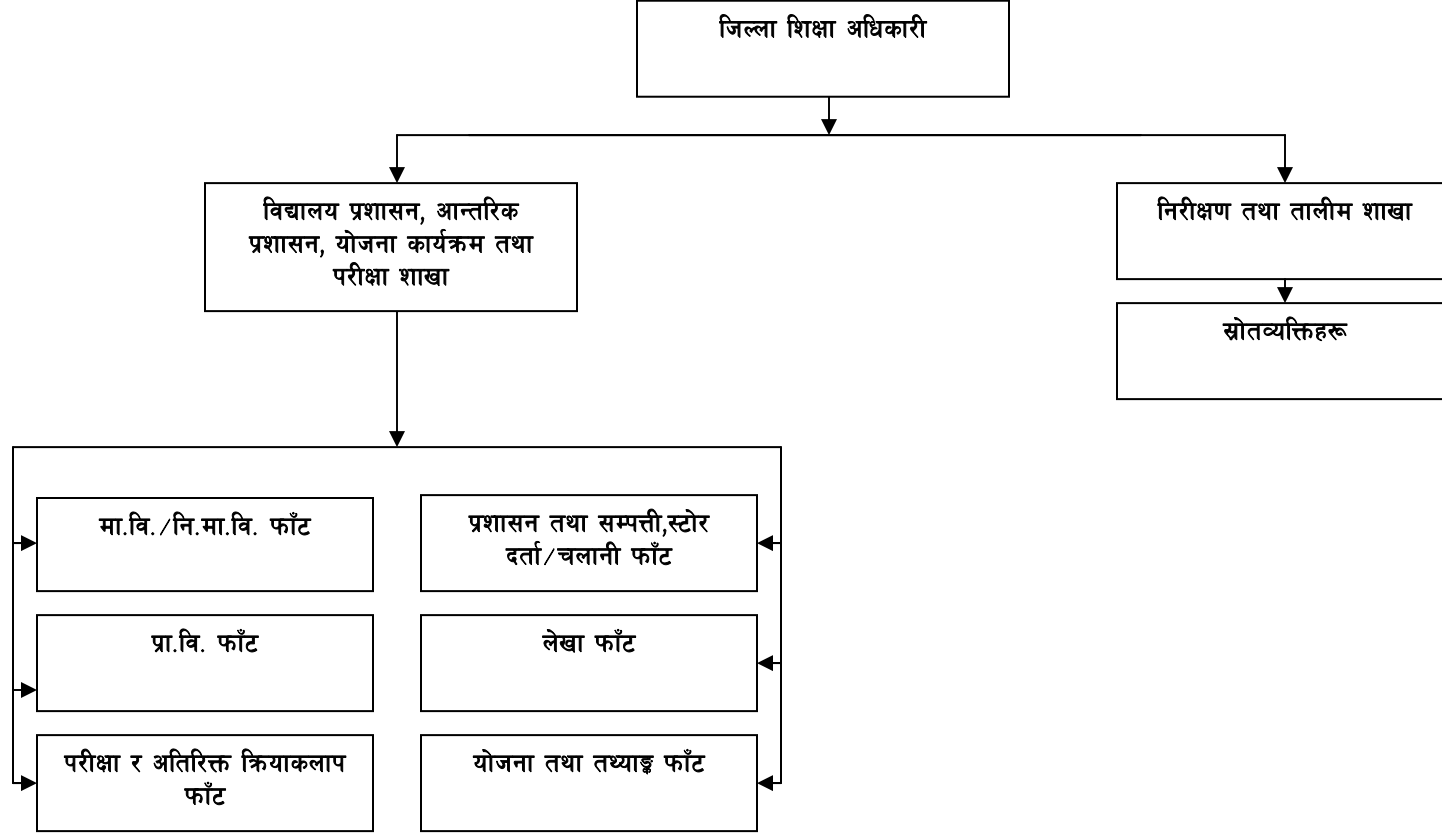 जिल्ला शिक्षा अधिकारी
विद्यालय प्रशासन, आन्तरिक
प्रशासन, योजना कार्यक्रम तथा
परीक्षा शाखा
निरीक्षण तथा तालीम शाखा
स्रोतव्यक्तिहरू
मा.वि./नि.मा.वि. फाँट
प्रशासन तथा सम्पत्ती,स्टोर
दर्ता/चलानी फाँट
प्रा.वि. फाँट
लेखा फाँट
परीक्षा र अतिरिक्त क्रियाकलाप
फाँट
योजना तथा तथ्याङ्क फाँट